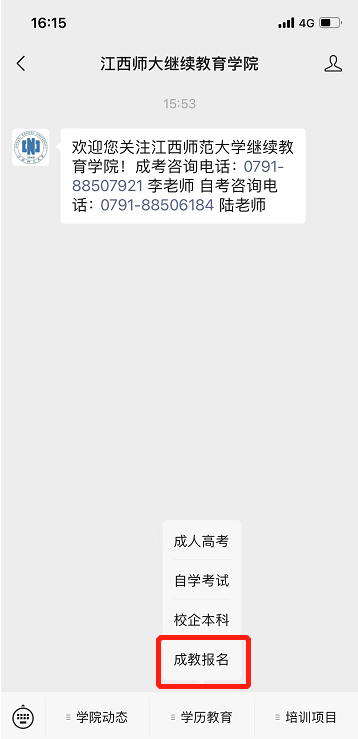 16:15
4G
江西师大继续教育学院
15:53
欢迎您关注江西师范大学继续教
育学院！成考咨询电话：0791-
88507921 李老师 自考咨询电
话：0791-88506184 陆老师
成人高考
自学考试
校企本科
成教报名
学院动态
学历教育
培训项目